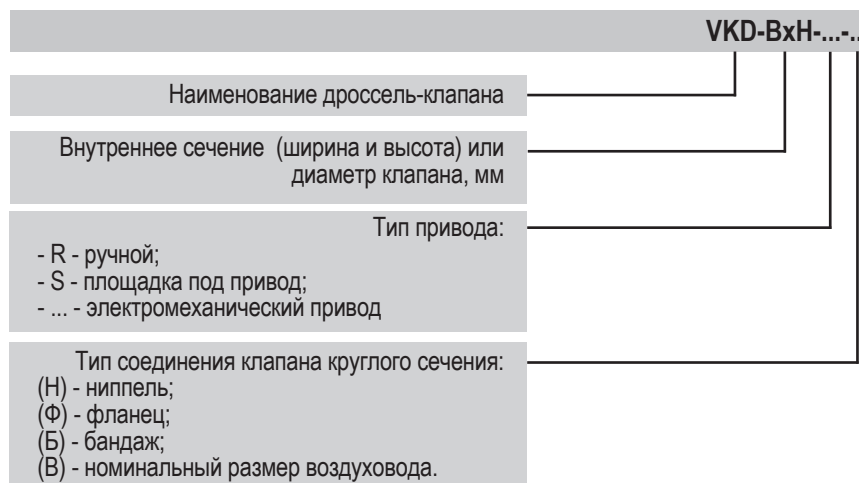 VKD-BxH-...-..
Наименование дроссель-клапана
Внутреннее сечение (ширина и высота) или
диаметр клапана, мм
Тип привода:
- R - ручной;
- S - площадка под привод;
- ... - электромеханический привод
Тип соединения клапана круглого сечения:
(Н) - ниппель;
(Ф) - фланец;
(Б) - бандаж;
(В) - номинальный размер воздуховода.